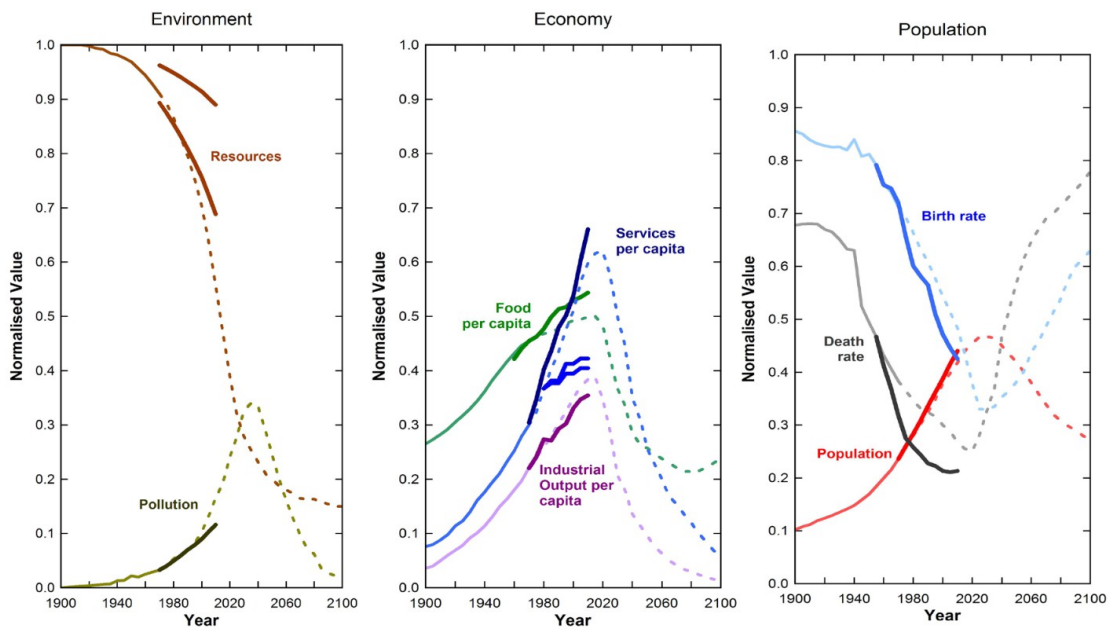 Environment
1.0
0.9
0.8
0.7
0.6
0.5
0.4
0.3
0.2
0.1
0.0
Normalised Value
Resources
Pollution
1900 1940 1980 2020 2060 2100
Year
Economy
1.0
0.9
0.8
0.7
0.6
0.5
0.4
0.3
0.2
0.1
0.0
Normalised Value
Services
per capita
Food
per capita
Industrial
Output per
capita
1900 1940 1980 2020 2060 2100
Year
Population
1.0
0.9
0.8
0.7
0.6
0.5
0.4
0.3
0.2
0.1
0.0
Normalised Value
Birth rate
Death
rate
Population
1900 1940 1980 2020 2060 2100
Year